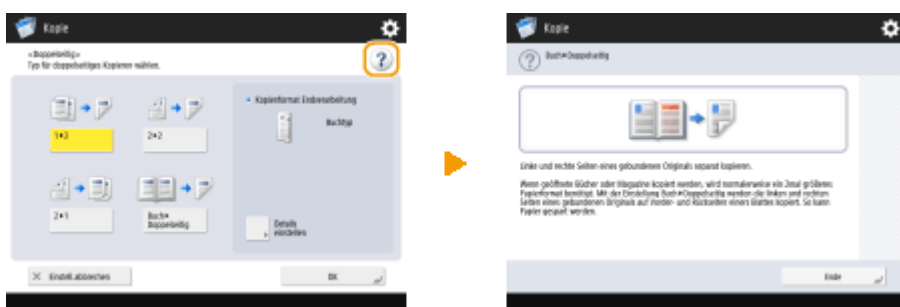 Kopie
<Doppelseitig>
Typ für doppelseitiges Kopieren wählen.
1▸2
2▸2
2▸1
Buch▸
Doppelseitig
Kopienformat Endverarbeitung
Buchtyp
Details
einstellen
Einstell.abbrechen
OK
Kopie
Buch▸Doppelseitig
Linke und rechte Seiten eines gebundenen Originals separat kopieren.
Wenn geöffnete Bücher oder Magazine kopiert werden, wird normalerweise ein 2mal größeres
Papierformat benötigt. Mit der Einstellung Buch▸Doppelseitig werden die linken und rechten
Seiten eines gebundenen Originals auf Vorder- und Rückseiten eines Blattes kopiert. So kann
Papier gespart werden.
Ende